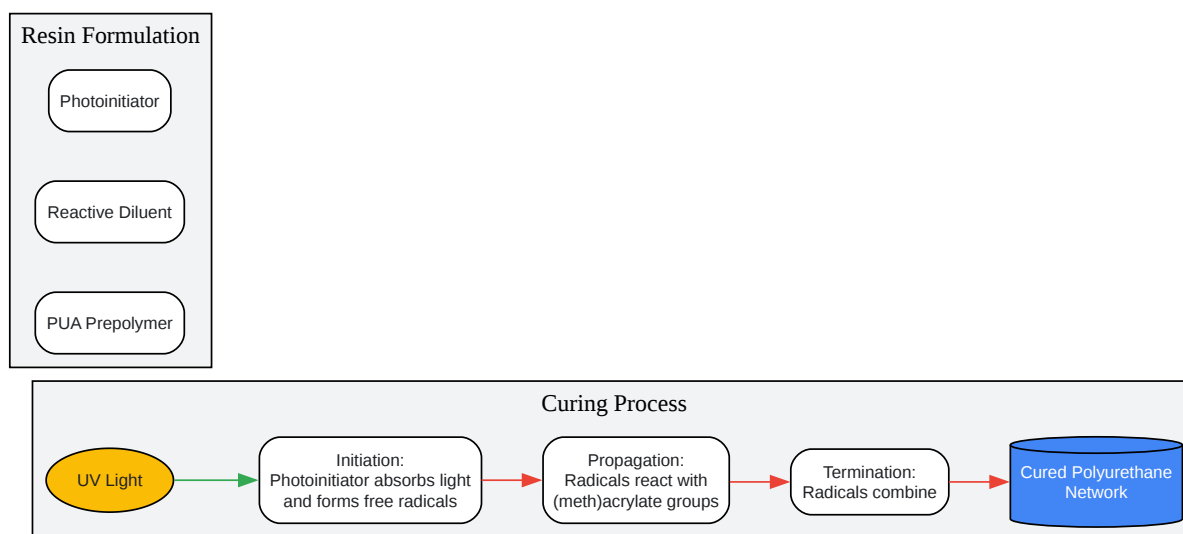 Resin Formulation
Photoinitiator
Reactive Diluent
PUA Prepolymer
Curing Process
UV Light
Initiation:
Photoinitiator absorbs light
and forms free radicals
Propagation:
Radicals react with
(meth)acrylate groups
Termination:
Radicals combine
Cured Polyurethane
Network